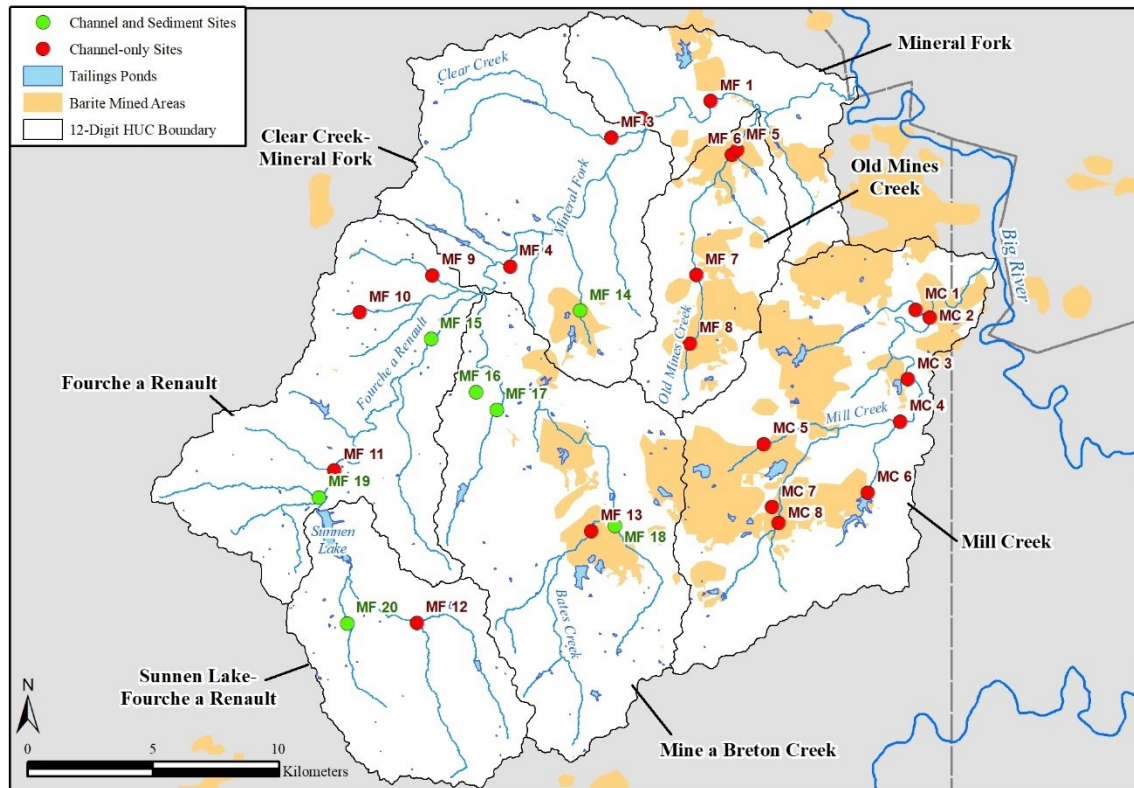 Channel and Sediment Sites
Channel-only Sites
Tailings Ponds
Barite Mined Areas
12-Digit HUC Boundary
Mineral Fork
Clear Creek
MF 1
MF 3
Clear Creek-
Mineral Fork
MF 6
MF 5
Old Mines
Creek
Mineral Fork
Big River
MF 9
MF 4
MF 7
MF 10
MF 14
MC 1
MC 2
MF 15
MF 8
Fourche a Renault
Old Mines Creek
MC 3
Fourche a Renault
MF 16
MF 17
Mill Creek
MC 4
MC 5
MF 11
MF 19
MC 6
MC 7
MF 13
MC 8
MF 18
Sunnen
Lake
Mill Creek
Bates Creek
MF 20
MF 12
Sunnen Lake-
Fourche a Renault
N
Mine a Breton Creek
0 5 10
Kilometers